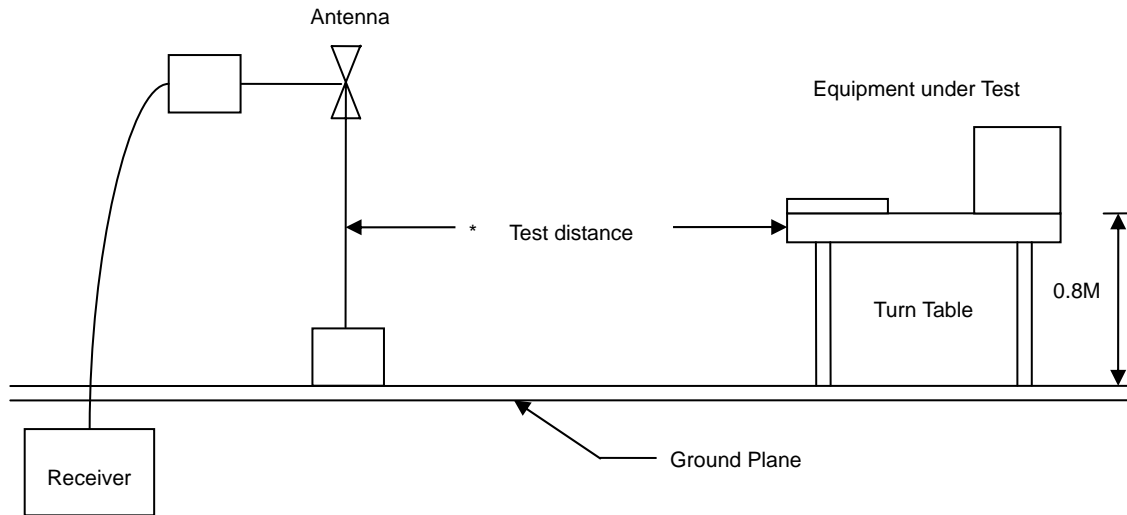 Antenna
Equipment under Test
* Test distance
0.8M
Turn Table
Ground Plane
Receiver